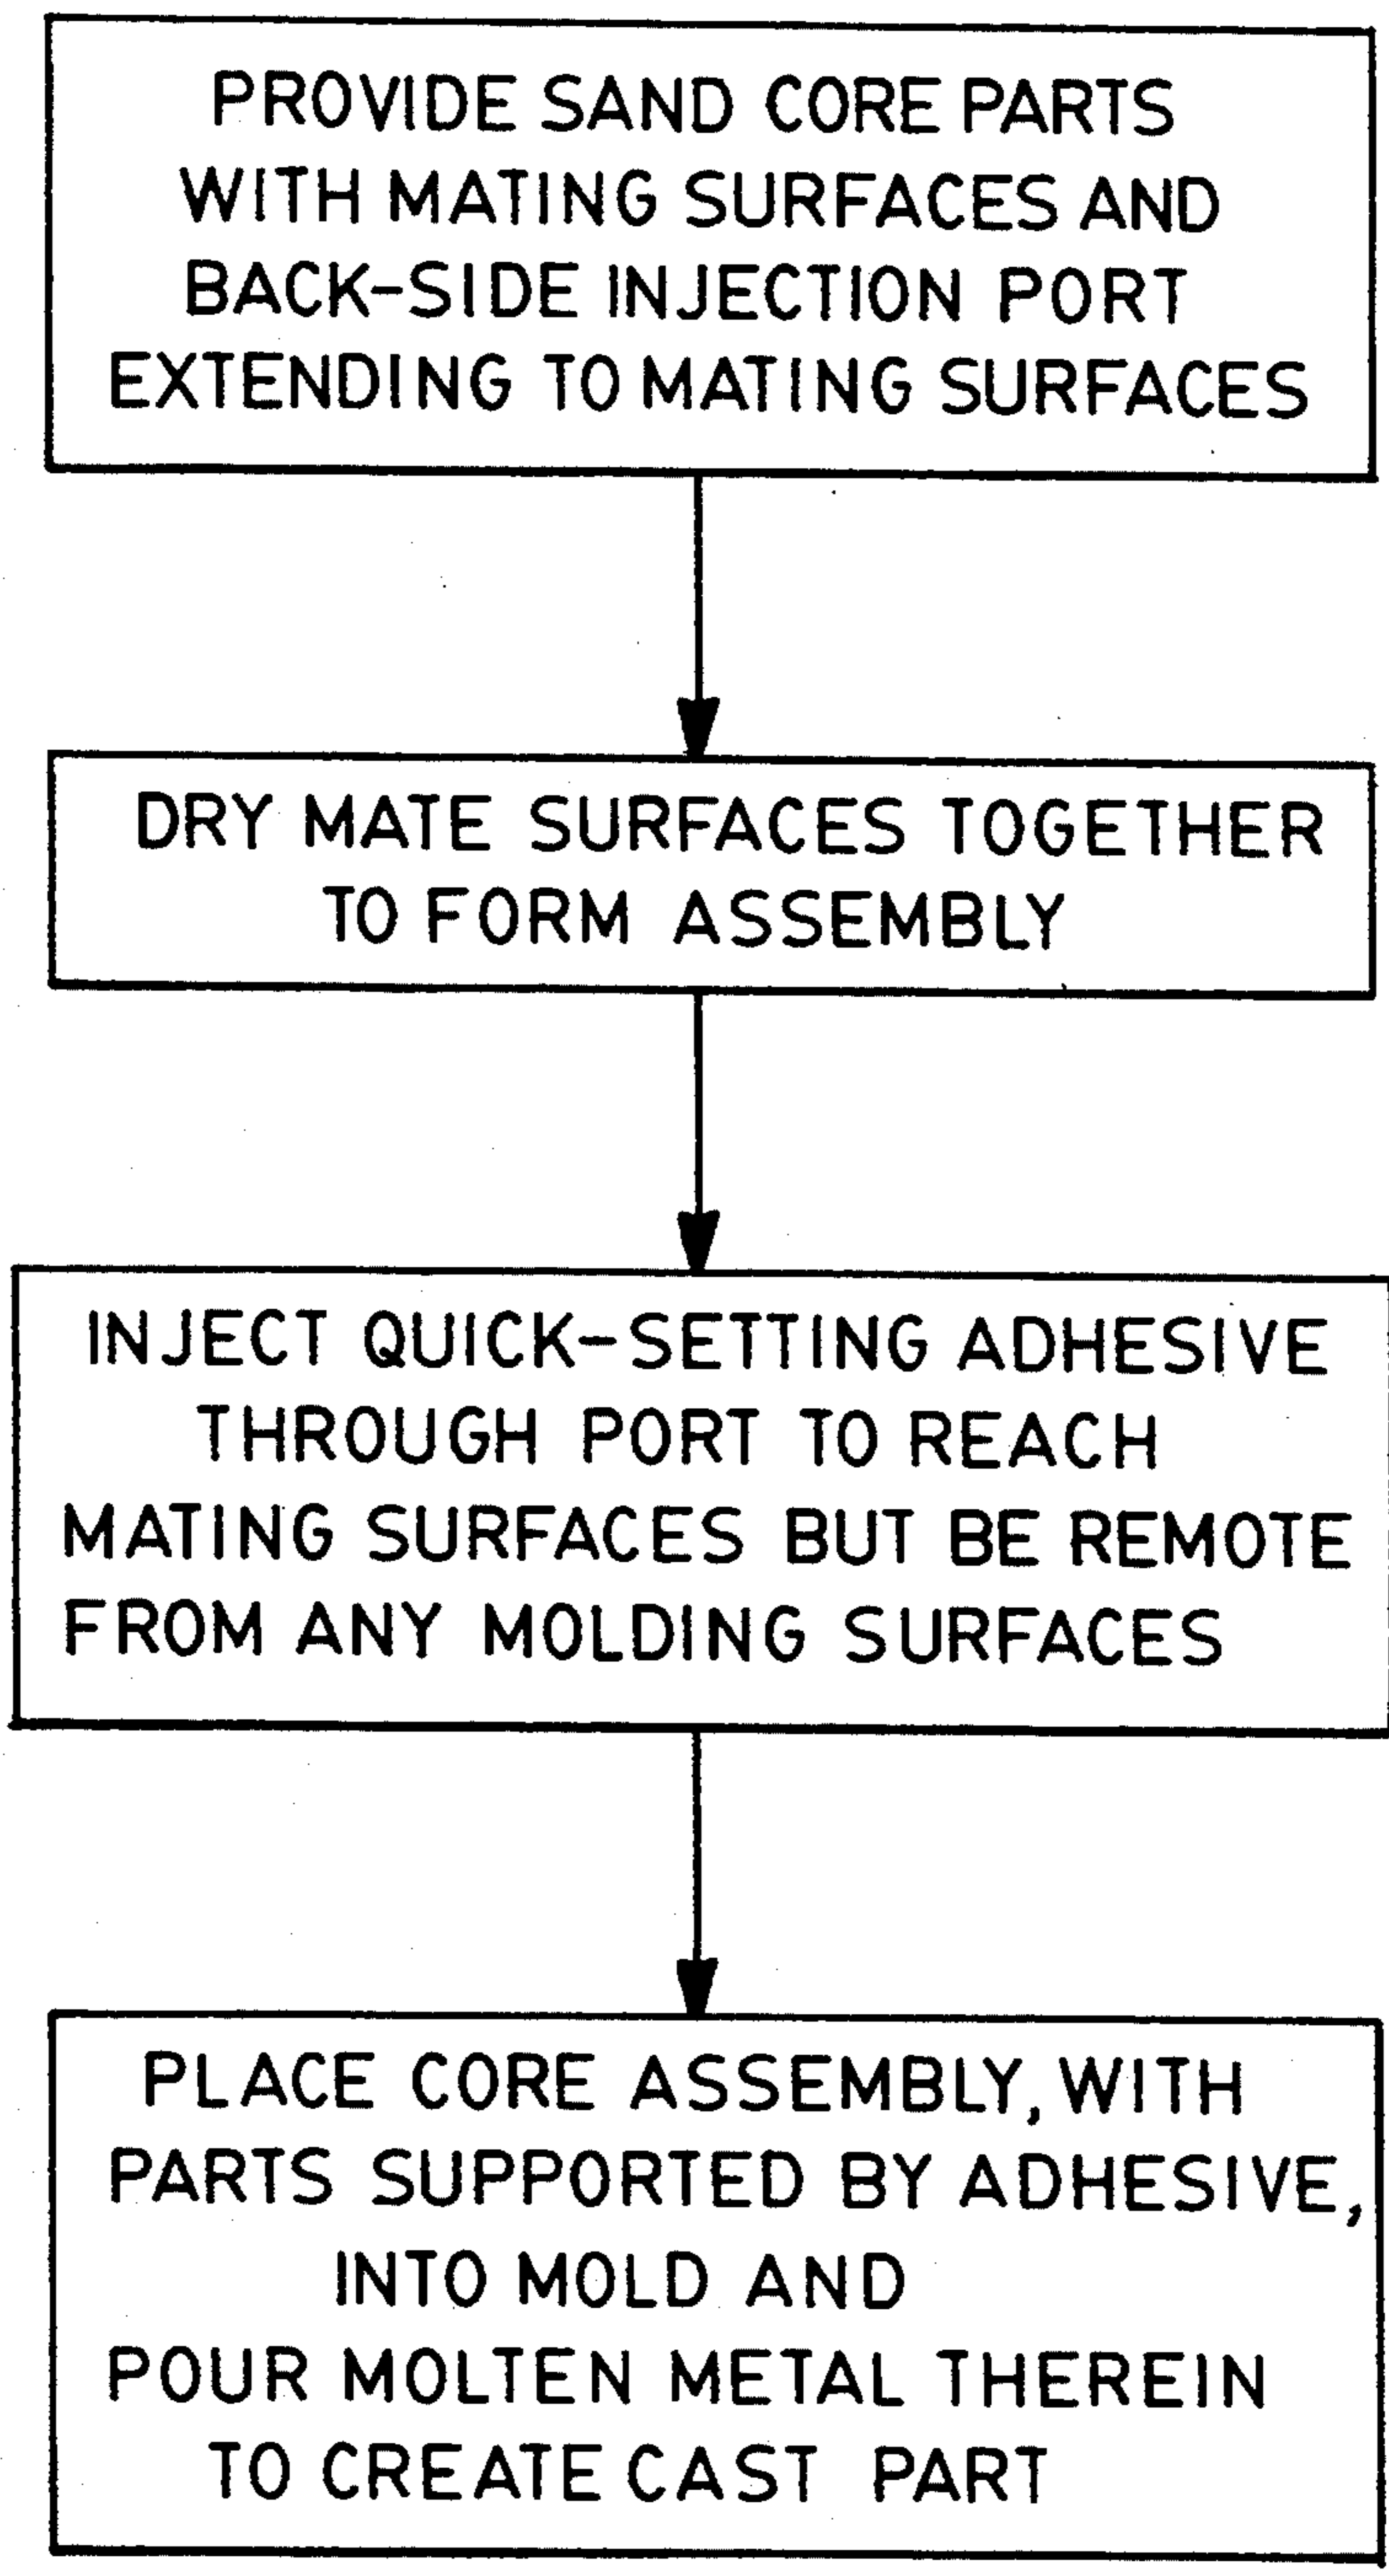 PROVIDE SAND CORE PARTS
WITH MATING SURFACES AND
BACK-SIDE INJECTION PORT
EXTENDING TO MATING SURFACES
DRY MATE SURFACES TOGETHER
TO FORM ASSEMBLY
INJECT QUICK-SETTING ADHESIVE
THROUGH PORT TO REACH
MATING SURFACES BUT BE REMOTE
FROM ANY MOLDING SURFACES
PLACE CORE ASSEMBLY, WITH
PARTS SUPPORTED BY ADHESIVE,
INTO MOLD AND
POUR MOLTEN METAL THEREIN
TO CREATE CAST PART